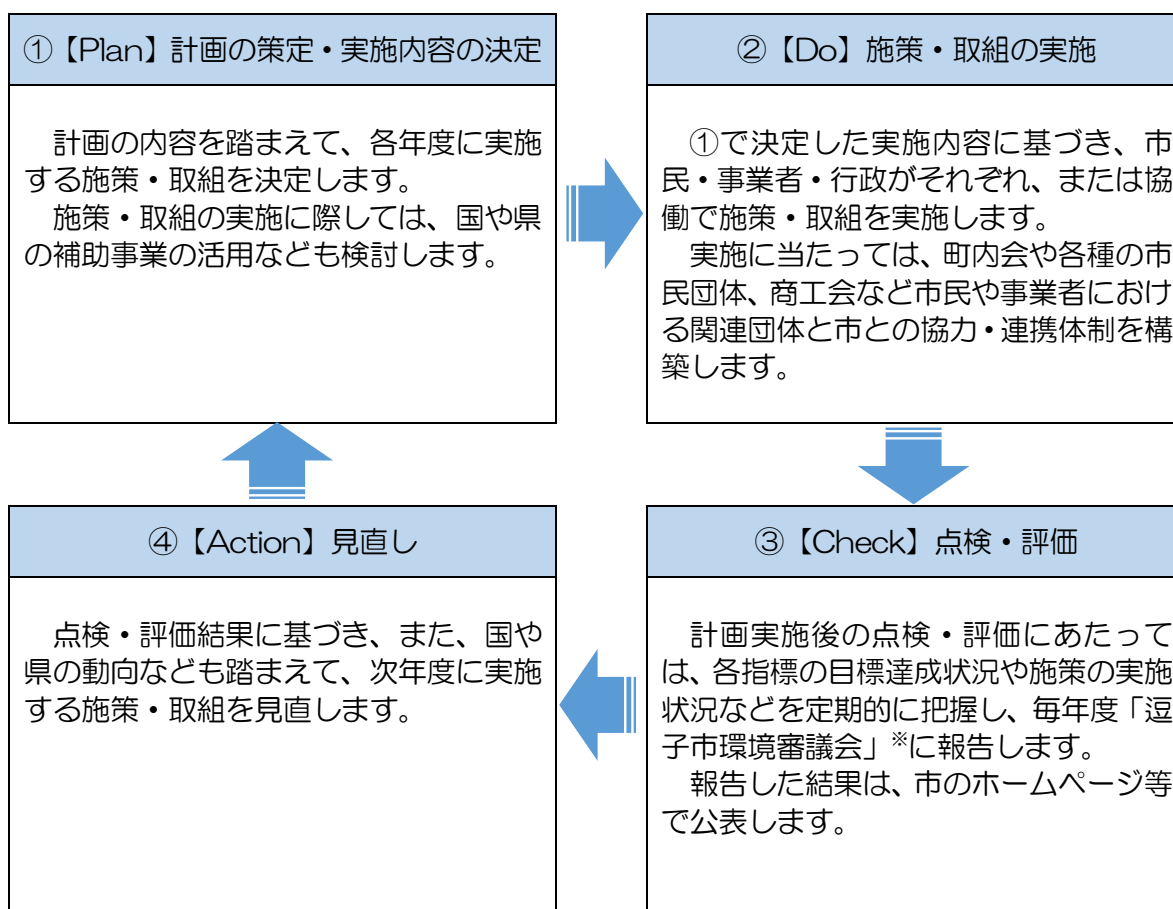 ①【Plan】計画の策定・実施内容の決定
計画の内容を踏まえて、各年度に実施
する施策・取組を決定します。
施策・取組の実施に際しては、国や県
の補助事業の活用なども検討します。
②【Do】施策・取組の実施
①で決定した実施内容に基づき、市
民・事業者・行政がそれぞれ、または協
働で施策・取組を実施します。
実施に当たっては、町内会や各種の市
民団体、商工会など市民や事業者におけ
る関連団体と市との協力・連携体制を構
築します。
③【Check】点検・評価
計画実施後の点検・評価にあたって
は、各指標の目標達成状況や施策の実施
状況などを定期的に把握し、毎年度「逗
子市環境審議会」※に報告します。
報告した結果は、市のホームページ等
で公表します。
④【Action】見直し
点検・評価結果に基づき、また、国や
県の動向なども踏まえて、次年度に実施
する施策・取組を見直します。